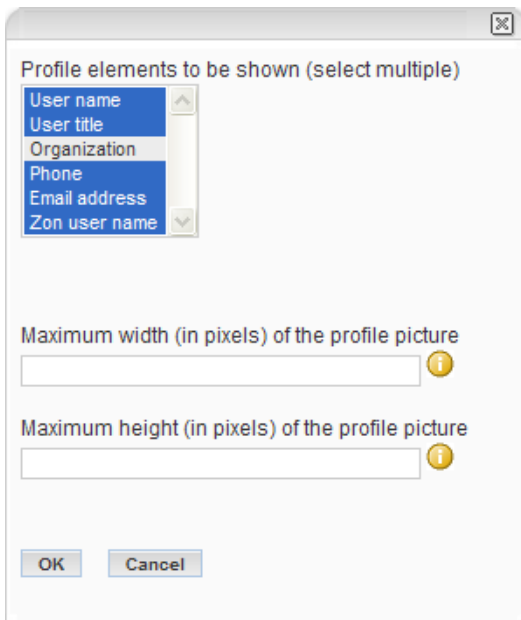 Profile elements to be shown (select multiple)
User name
User title
Organization
Phone
Email address
Zon user name
Maximum width (in pixels) of the profile picture
Maximum height (in pixels) of the profile picture
OK Cancel